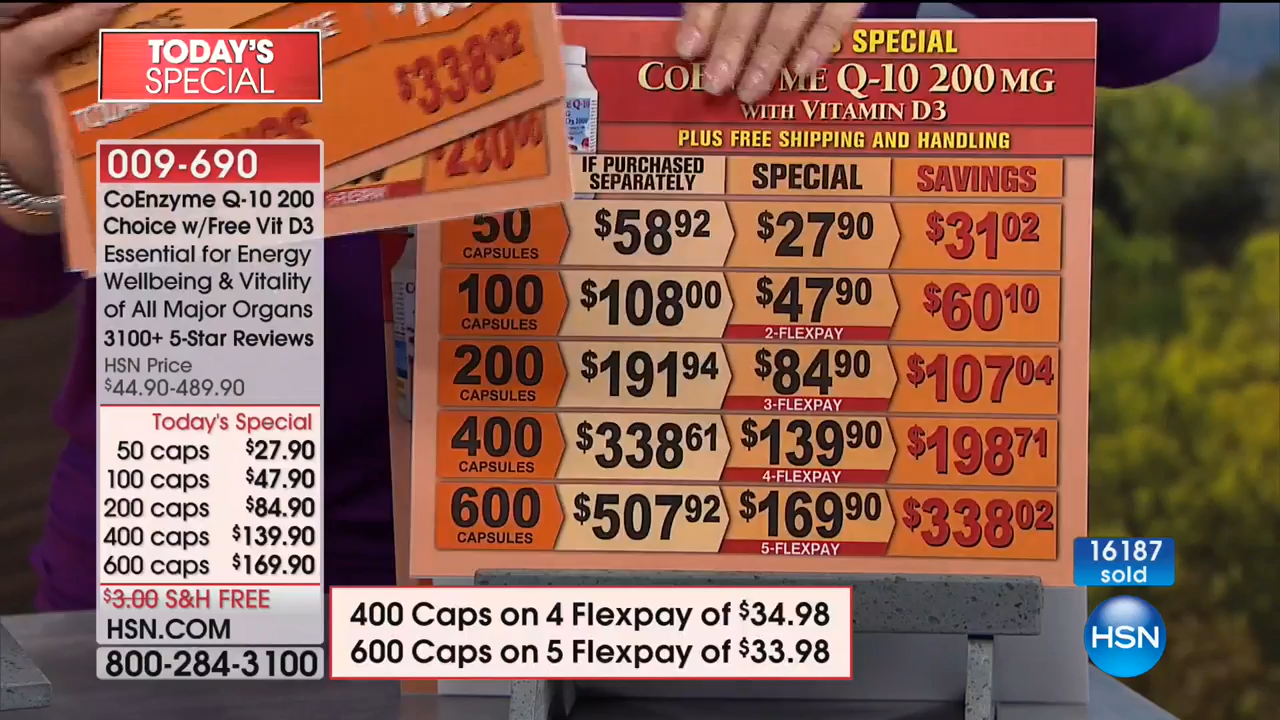 TODAY'S
SPECIAL
009-690
CoEnzyme Q-10 200
Choice w/Free Vit D3
Essential for Energy
Wellbeing & Vitality
of All Major Organs
3100+ 5-Star Reviews
HSN Price
$44.90-489.90
Today's Special
50 caps $27.90
100 caps $47.90
200 caps $84.90
400 caps $139.90
600 caps $169.90
$3.00 S&H FREE
HSN.COM
800-284-3100
$338.02
SPECIAL
Q-10 200 MG
WITH VITAMIN D3
PLUS FREE SHIPPING AND HANDLING
IF PURCHASED
SEPARATELY
SPECIAL
SAVINGS
50
CAPSULES
$58.92
$27.90
$31.02
100
CAPSULES
$108.00
$47.90
2-FLEXPAY
$60.10
200
CAPSULES
$191.94
$84.90
3-FLEXPAY
$107.04
400
CAPSULES
$338.61
$139.90
4-FLEXPAY
$198.71
600
CAPSULES
$507.92
$169.90
5-FLEXPAY
$338.02
400 Caps on 4 Flexpay of $34.98
600 Caps on 5 Flexpay of $33.98
16187
sold
HSN